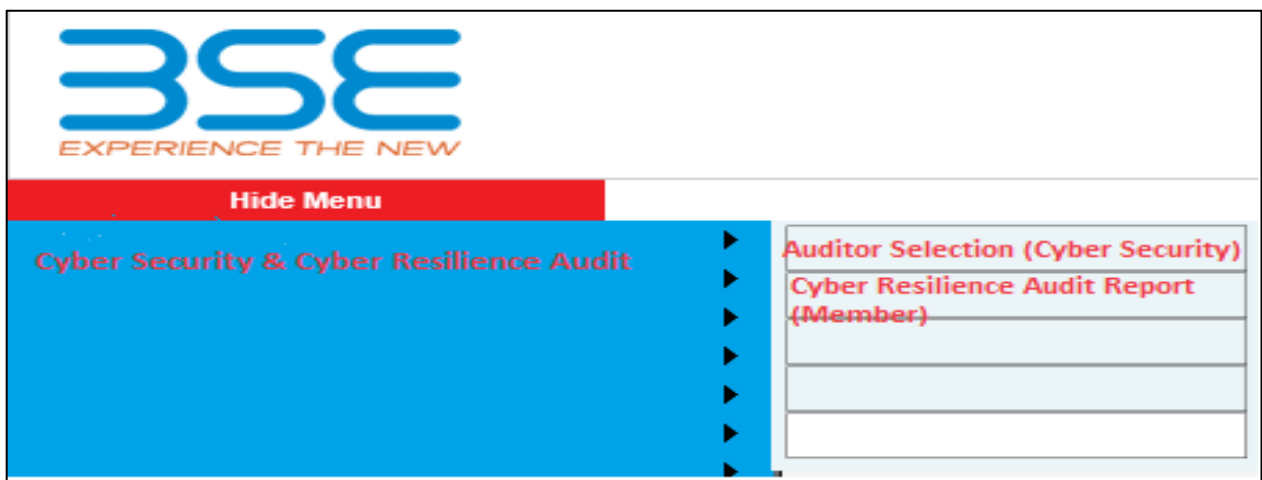 BSE
EXPERIENCE THE NEW
Hide Menu
Cyber Security & Cyber Resilience Audit
Auditor Selection (Cyber Security)
Cyber Resilience Audit Report
(Member)